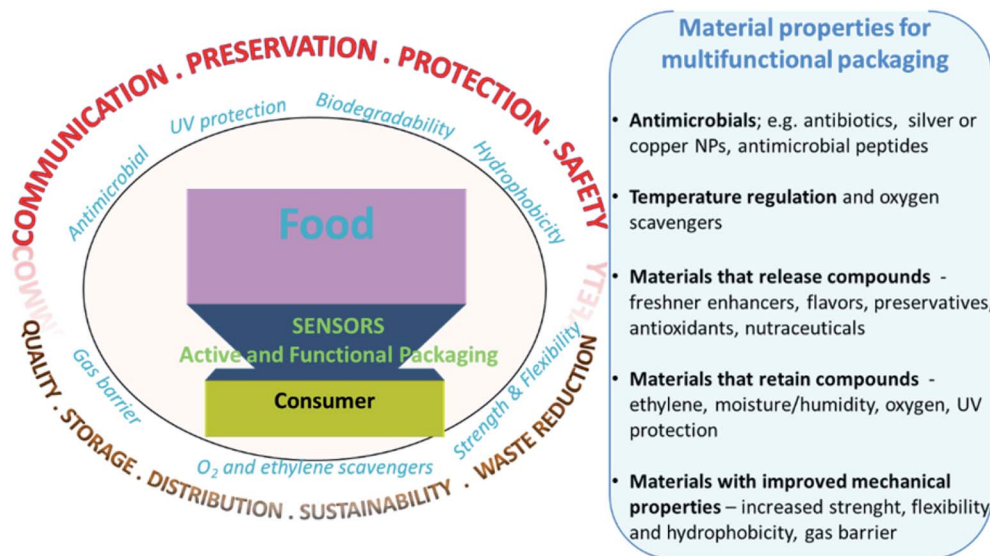 COMMUNICATION . PRESERVATION . PROTECTION . SAFETY
Antimicrobial
UV protection
Biodegradability
Hydrophobicity
Food
SENSORS
Active and Functional Packaging
Consumer
Gas barrier
O₂ and ethylene scavengers
Strength & Flexibility
QUALITY . STORAGE . DISTRIBUTION . SUSTAINABILITY . WASTE REDUCTION
Material properties for
multifunctional packaging
• Antimicrobials; e.g. antibiotics, silver or
copper NPs, antimicrobial peptides
• Temperature regulation and oxygen
scavengers
• Materials that release compounds -
freshner enhancers, flavors, preservatives,
antioxidants, nutraceuticals
• Materials that retain compounds -
ethylene, moisture/humidity, oxygen, UV
protection
• Materials with improved mechanical
properties – increased strenght, flexibility
and hydrophobicity, gas barrier